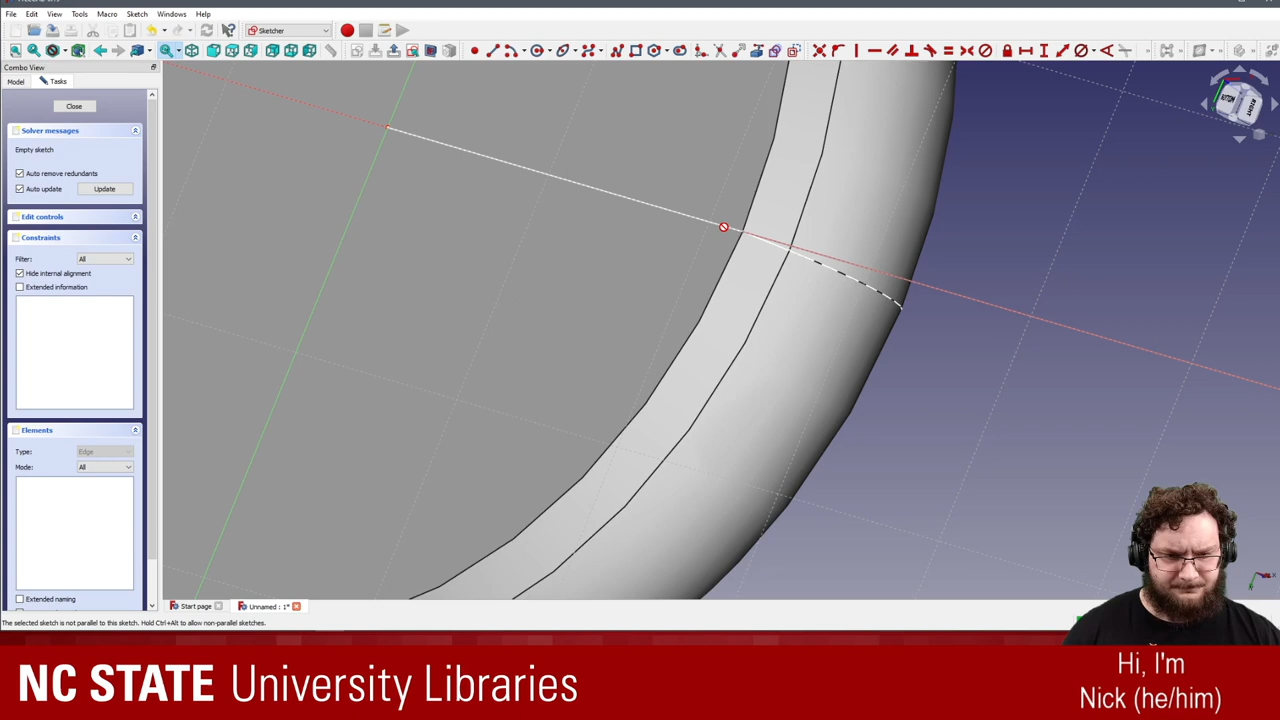 File Edit View Tools Macro Sketch Windows Help
Sketcher
Combo View
Model Tasks
Close
Solver messages
Empty sketch
Auto remove redundants
Auto update Update
Edit controls
Constraints
Filter: All
Hide internal alignment
Extended information
Elements
Type: Edge
Mode: All
Extended naming
BOTTOM RIGHT
Start page Unnamed : 1*
The selected sketch is not parallel to this sketch. Hold Ctrl+Alt to allow non-parallel sketches.
NC STATE University Libraries
Hi, I'm
Nick (he/him)